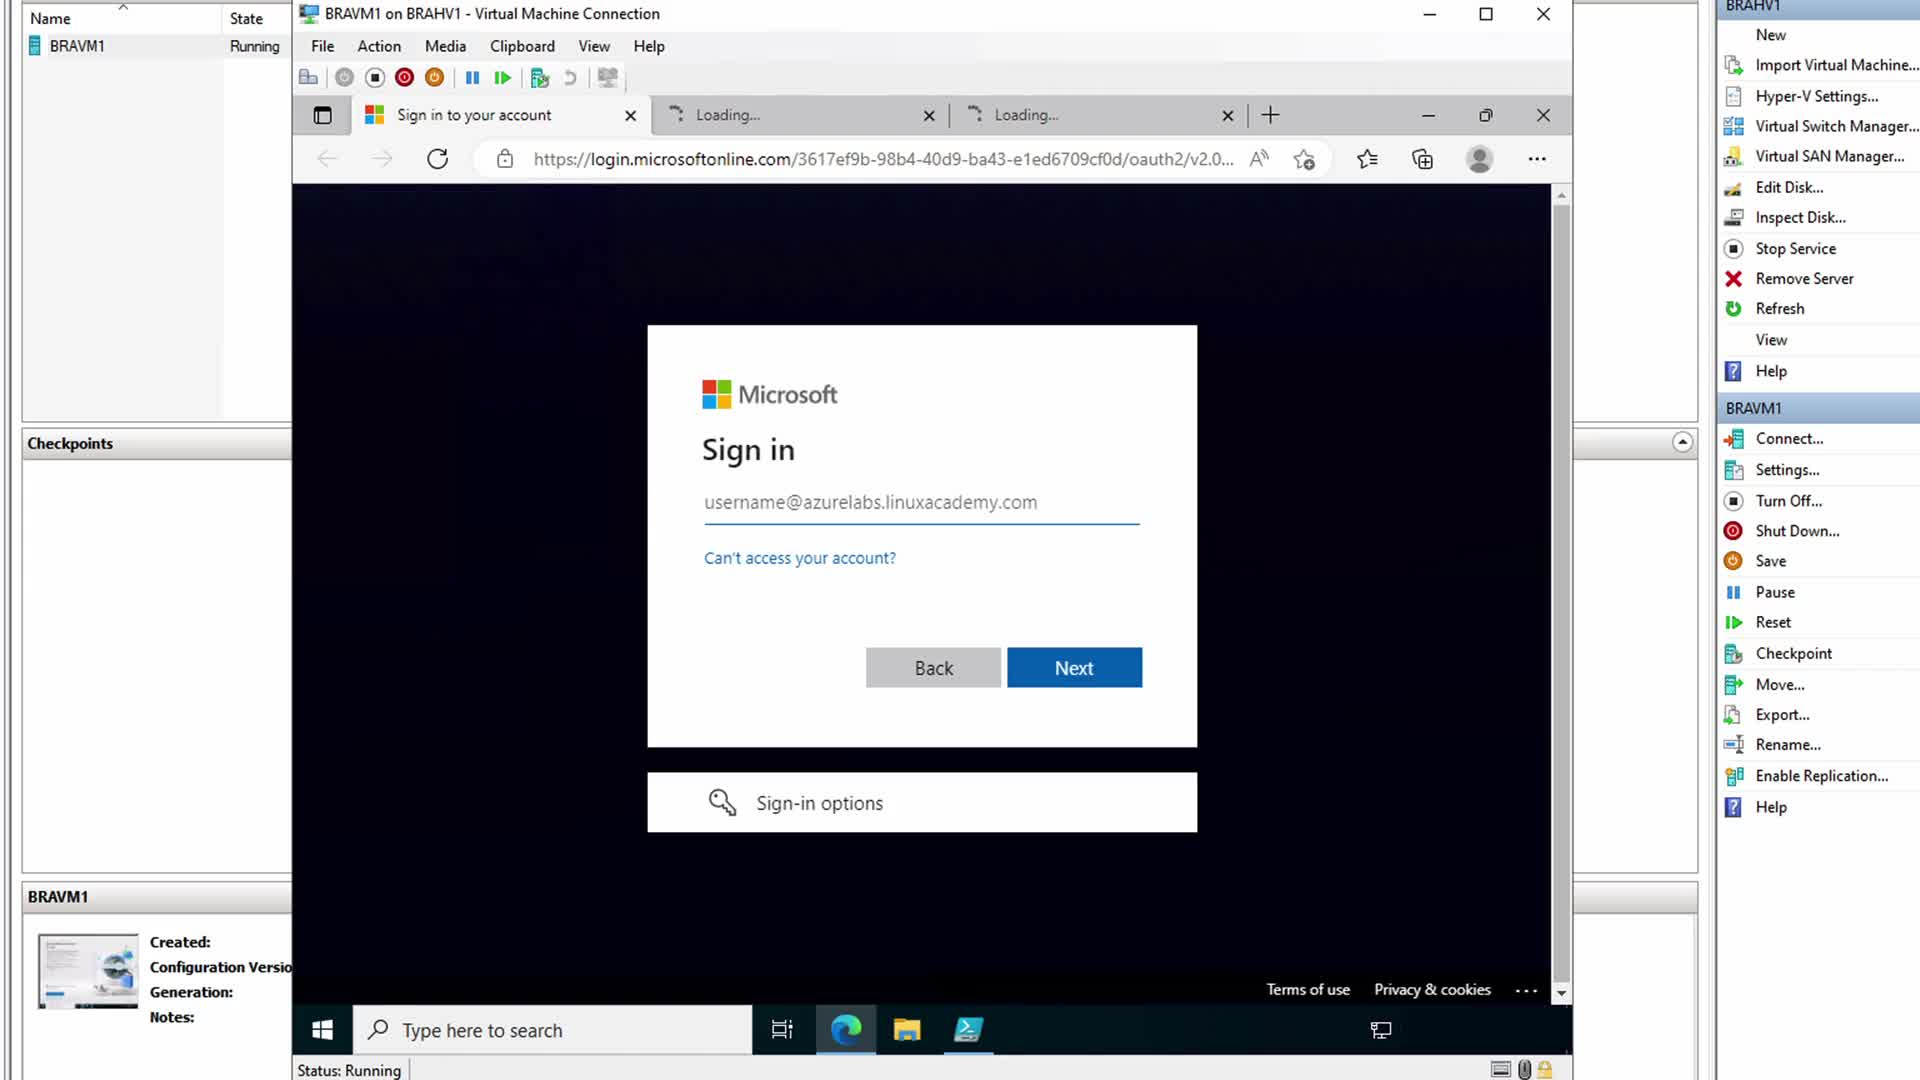 Name
State
BRAVM1
Running
Checkpoints
BRAVM1
Created:
Configuration Versio
Generation:
Notes:
BRAVM1 on BRAHV1 - Virtual Machine Connection
File Action Media Clipboard View Help
Sign in to your account
Loading...
Loading...
https://login.microsoftonline.com/3617ef9b-98b4-40d9-ba43-e1ed6709cf0d/oauth2/v2.0...
Microsoft
Sign in
username@azurelabs.linuxacademy.com
Can't access your account?
Back
Next
Sign-in options
Terms of use
Privacy & cookies
...
Type here to search
Status: Running
BRAHV1
New
Import Virtual Machine...
Hyper-V Settings...
Virtual Switch Manager...
Virtual SAN Manager...
Edit Disk...
Inspect Disk...
Stop Service
Remove Server
Refresh
View
Help
BRAVM1
Connect...
Settings...
Turn Off...
Shut Down...
Save
Pause
Reset
Checkpoint
Move...
Export...
Rename...
Enable Replication...
Help